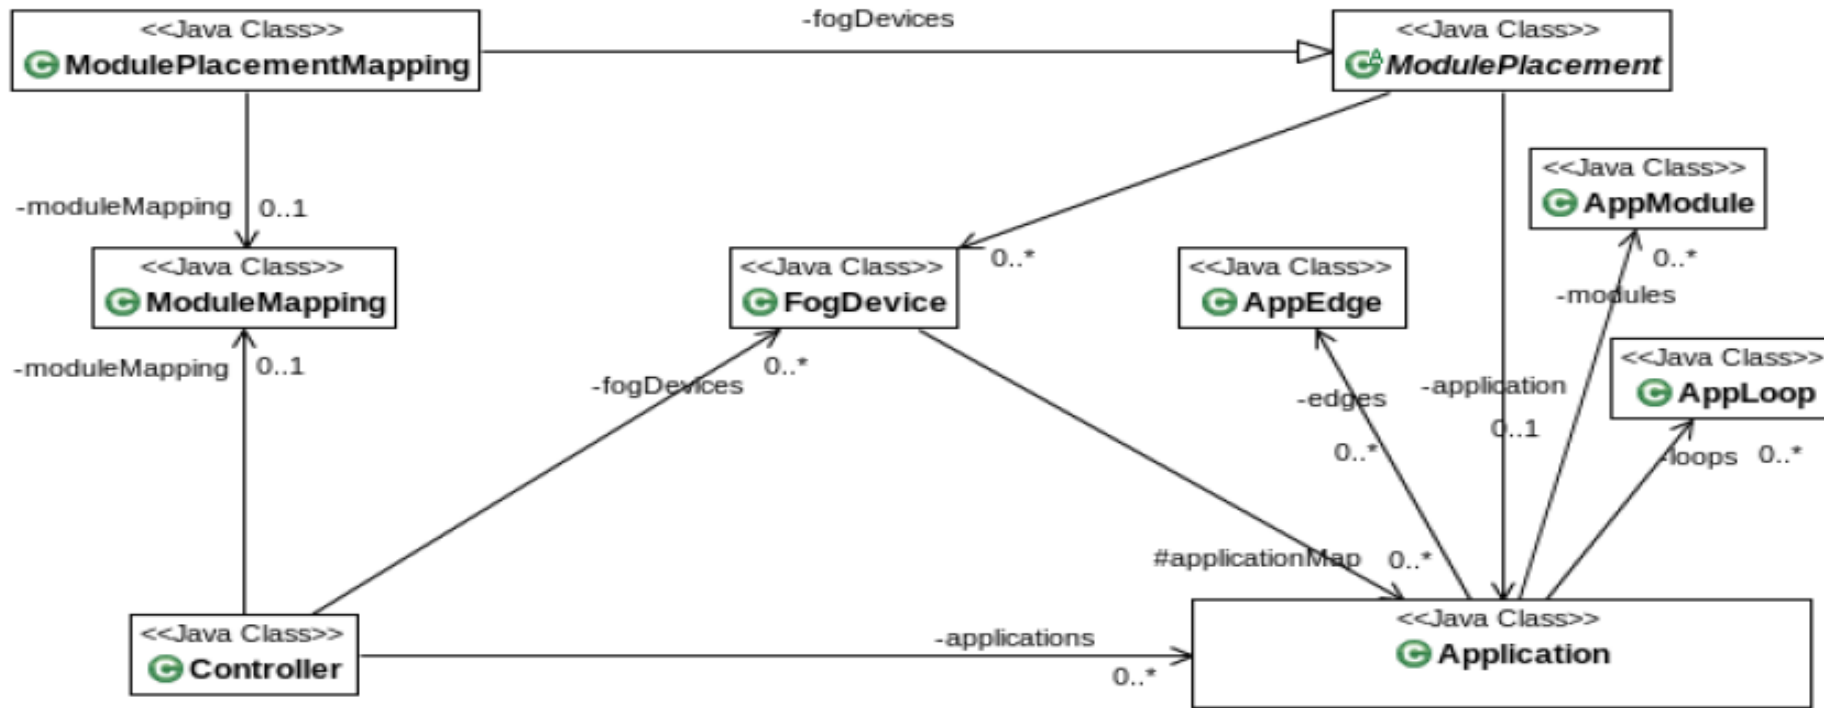 -fogDevices
<<Java Class>>
C ModulePlacementMapping
<<Java Class>>
C A ModulePlacement
<<Java Class>>
C AppModule
-moduleMapping 0..1
<<Java Class>>
C ModuleMapping
<<Java Class>>
C FogDevice
0..*
<<Java Class>>
C AppEdge
0..*
-modules
-moduleMapping 0..1
-fogDevices 0..*
-edges
0..*
-application
0..1
<<Java Class>>
C AppLoop
-loops 0..*
#applicationMap 0..*
<<Java Class>>
C Controller
-applications
0..*
<<Java Class>>
C Application